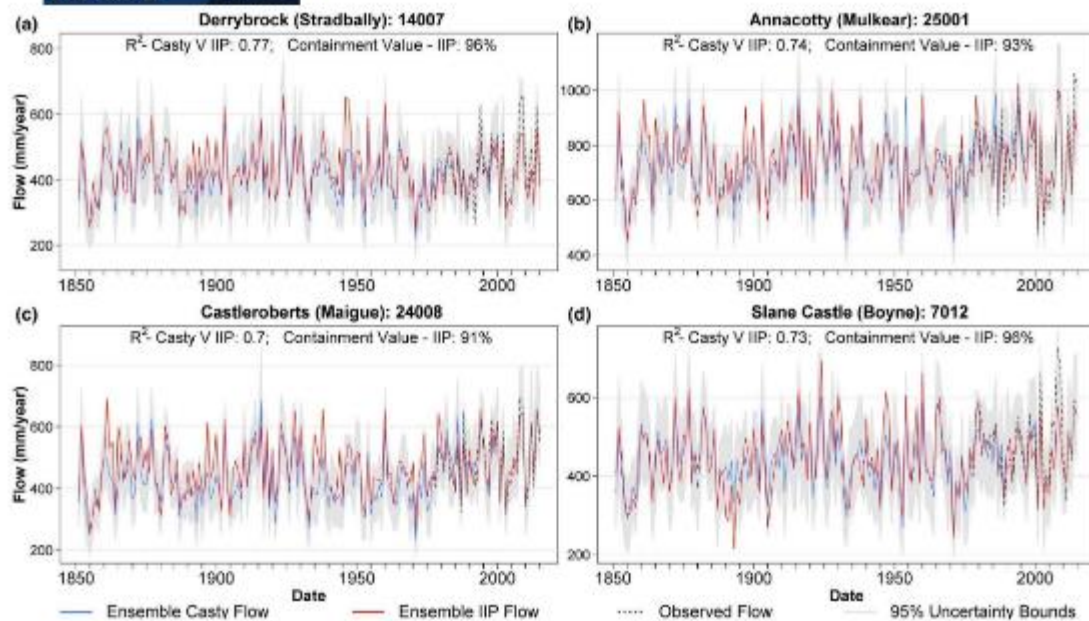 (a) Derrybrock (Stradbally): 14007
R²- Casty V IIP: 0.77; Containment Value - IIP: 96%
800
600
400
200
Flow (mm/year)
1850 1900 1950 2000
(b) Annacotty (Mulkear): 25001
R²- Casty V IIP: 0.74; Containment Value - IIP: 93%
1000
800
600
400
1850 1900 1950 2000
(c) Castleroberts (Maigue): 24008
R²- Casty V IIP: 0.7; Containment Value - IIP: 91%
800
600
400
200
Flow (mm/year)
1850 1900 1950 2000
Date
(d) Slane Castle (Boyne): 7012
R²- Casty V IIP: 0.73; Containment Value - IIP: 96%
600
400
200
1850 1900 1950 2000
Date
Ensemble Casty Flow Ensemble IIP Flow Observed Flow 95% Uncertainty Bounds